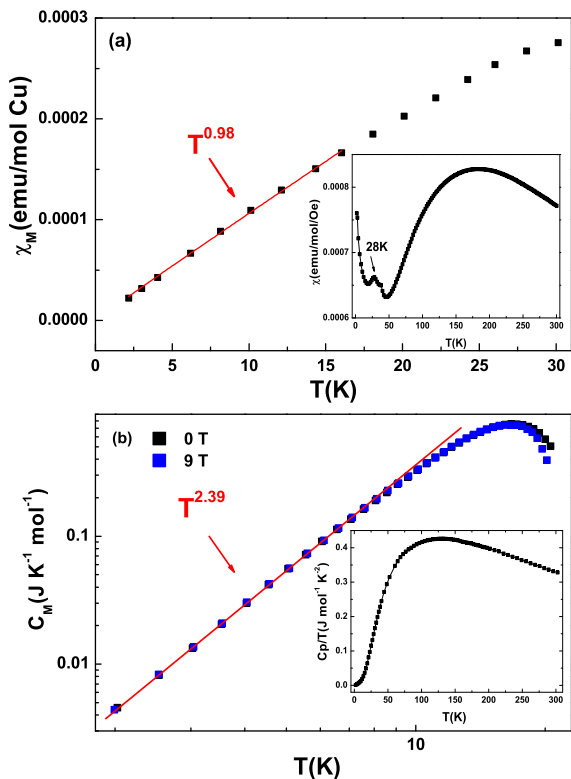 (a)
0.0003
0.0002
0.0001
0.0000
χM(emu/mol Cu)
T^0.98
0 5 10 15 20 25 30
T(K)
0.0008
0.0007
0.0006
χ(emu/mol/Oe)
28K
0 50 100 150 200 250 300
T(K)
(b)
0 T
9 T
T^2.39
0.1
0.01
CM(J K^-1 mol^-1)
10
T(K)
0.4
0.3
0.2
0.1
0.0
Cp/T(J mol^-1 K^-2)
0 50 100 150 200 250 300
T(K)